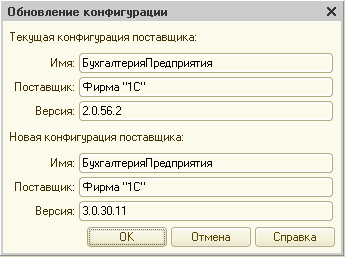 Обновление конфигурации
Текущая конфигурация поставщика:
Имя: БухгалтерияПредприятия
Поставщик: Фирма "1С"
Версия: 2.0.56.2
Новая конфигурация поставщика:
Имя: БухгалтерияПредприятия
Поставщик: Фирма "1С"
Версия: 3.0.30.11
ОК Отмена Справка